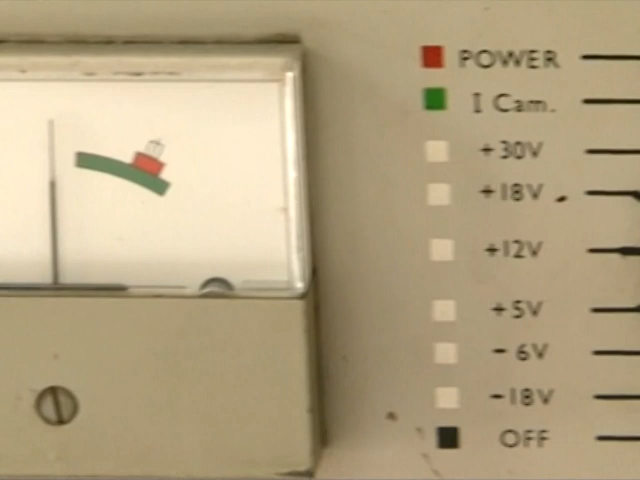 POWER
I Cam.
+30V
+18V
+12V
+5V
- 6V
-18V
OFF